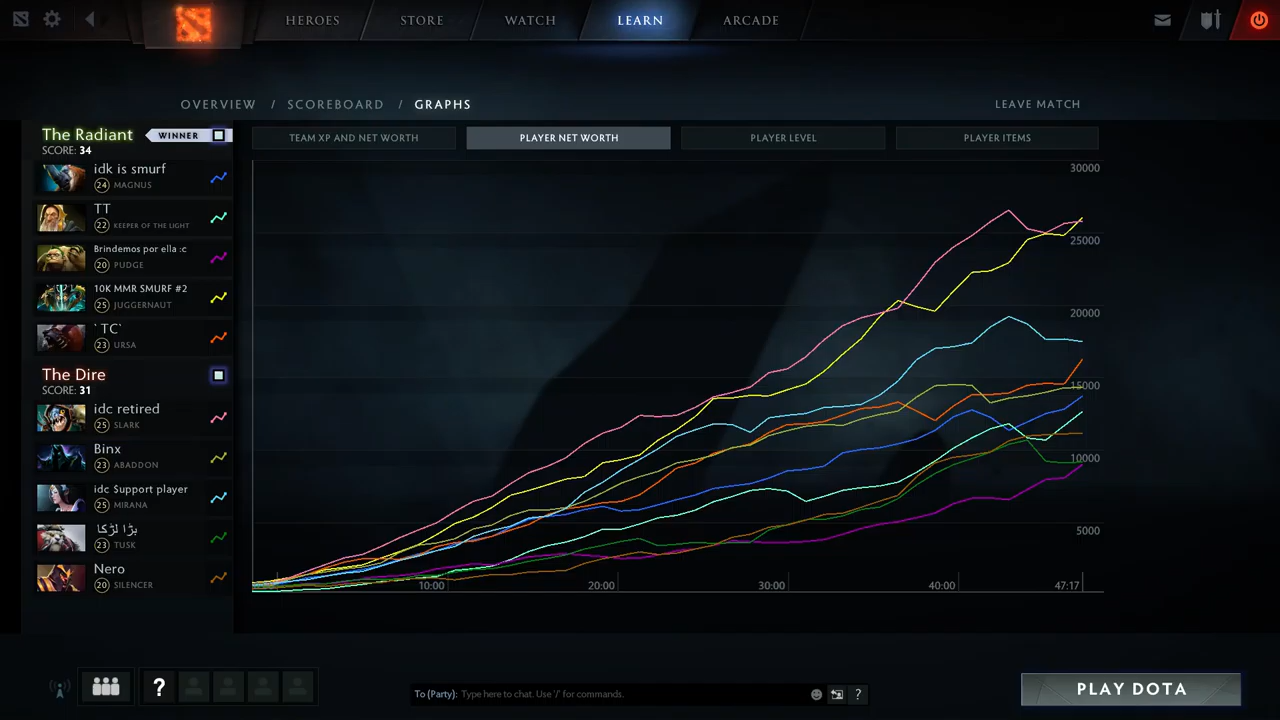 HEROES
STORE
WATCH
LEARN
ARCADE
OVERVIEW / SCOREBOARD / GRAPHS
LEAVE MATCH
The Radiant
WINNER
SCORE: 34
TEAM XP AND NET WORTH
PLAYER NET WORTH
PLAYER LEVEL
PLAYER ITEMS
idk is smurf
24 MAGNUS
TT
22 KEEPER OF THE LIGHT
Brindemos por ella :c
20 PUDGE
10K MMR SMURF #2
25 JUGGERNAUT
`TC`
23 URSA
The Dire
SCORE: 31
idc retired
25 SLARK
Binx
23 ABADDON
idc Support player
25 MIRANA
بڑا لڑکا
23 TUSK
Nero
20 SILENCER
30000
25000
20000
15000
10000
5000
10:00
20:00
30:00
40:00
47:17
?
To (Party): Type here to chat. Use '/' for commands.
?
PLAY DOTA